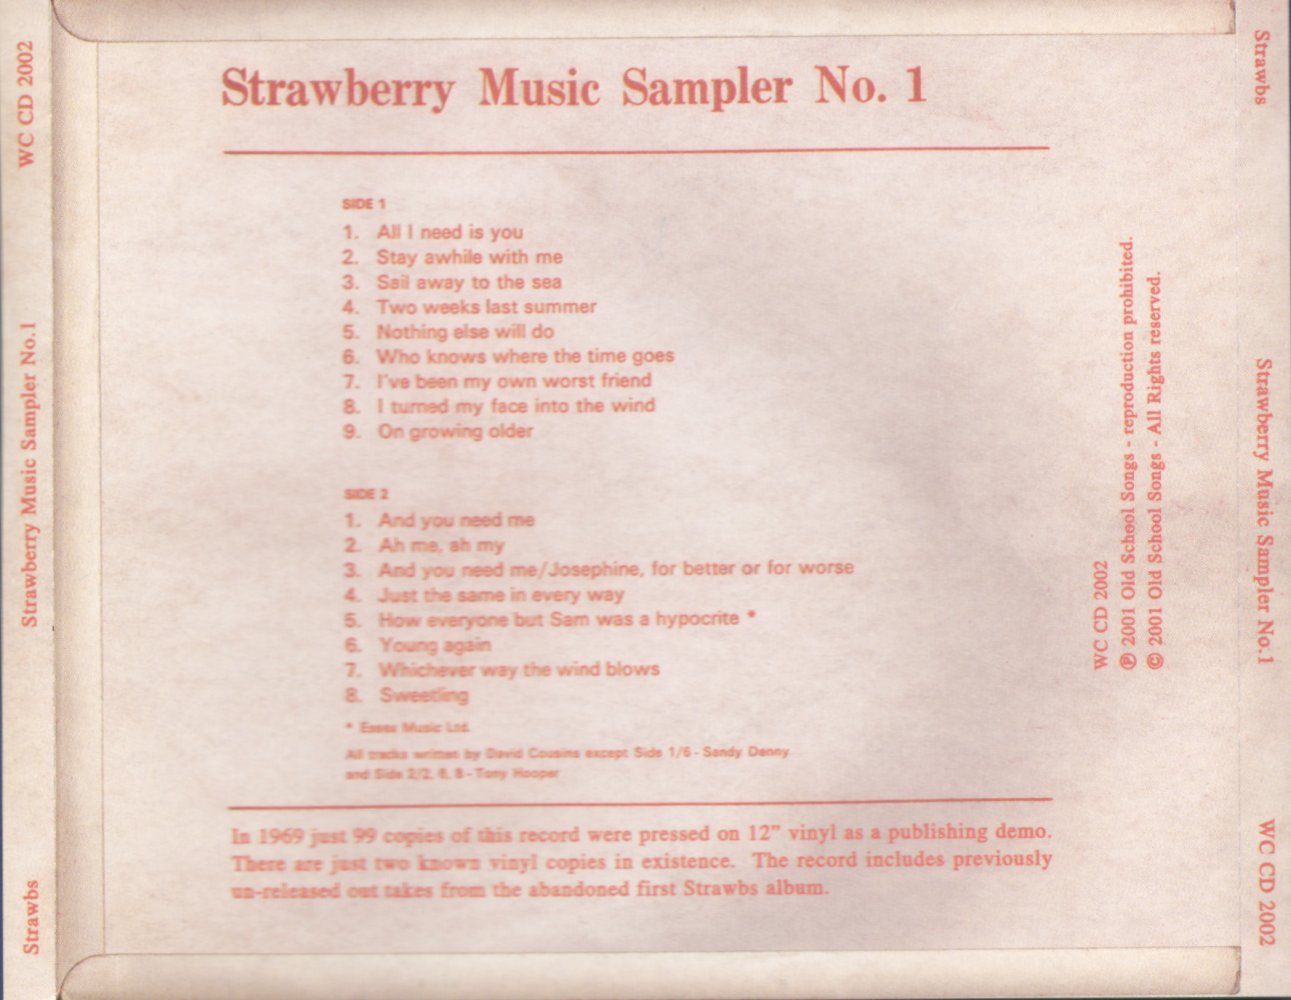 Strawberry Music Sampler No. 1
SIDE 1
1. All I need is you
2. Stay awhile with me
3. Sail away to the sea
4. Two weeks last summer
5. Nothing else will do
6. Who knows where the time goes
7. I've been my own worst friend
8. I turned my face into the wind
9. On growing older
SIDE 2
1. And you need me
2. Ah me, ah my
3. And you need me/Josephine, for better or for worse
4. Just the same in every way
5. How everyone but Sam was a hypocrite *
6. Young again
7. Whichever way the wind blows
8. Sweetling
* Essex Music Ltd.
All tracks written by David Cousins except Side 1/6 - Sandy Denny
and Side 2/2, 6, 8 - Tony Hooper
In 1969 just 99 copies of this record were pressed on 12” vinyl as a publishing demo.
There are just two known vinyl copies in existence. The record includes previously
un-released out takes from the abandoned first Strawbs album.
WC CD 2002
℗ 2001 Old School Songs - reproduction prohibited.
© 2001 Old School Songs - All Rights reserved.
Strawbs
Strawberry Music Sampler No.1
WC CD 2002
Strawbs
Strawberry Music Sampler No.1
WC CD 2002